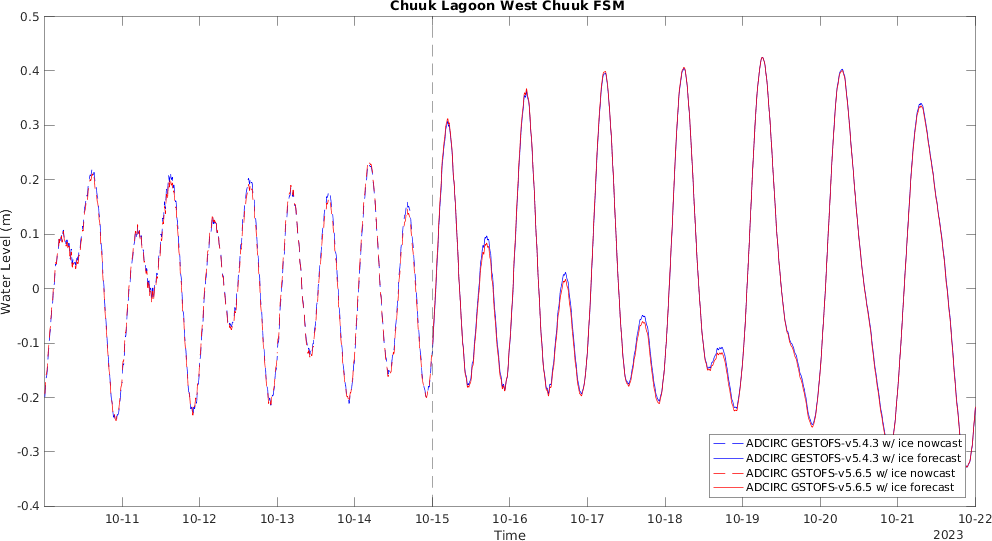 Chuuk Lagoon West Chuuk FSM
0.5
0.4
0.3
0.2
0.1
0
-0.1
-0.2
-0.3
-0.4
Water Level (m)
ADCIRC GESTOFS-v5.4.3 w/ ice nowcast
ADCIRC GESTOFS-v5.4.3 w/ ice forecast
ADCIRC GSTOFS-v5.6.5 w/ ice nowcast
ADCIRC GSTOFS-v5.6.5 w/ ice forecast
10-11 10-12 10-13 10-14 10-15 10-16 10-17 10-18 10-19 10-20 10-21 10-22
Time
2023